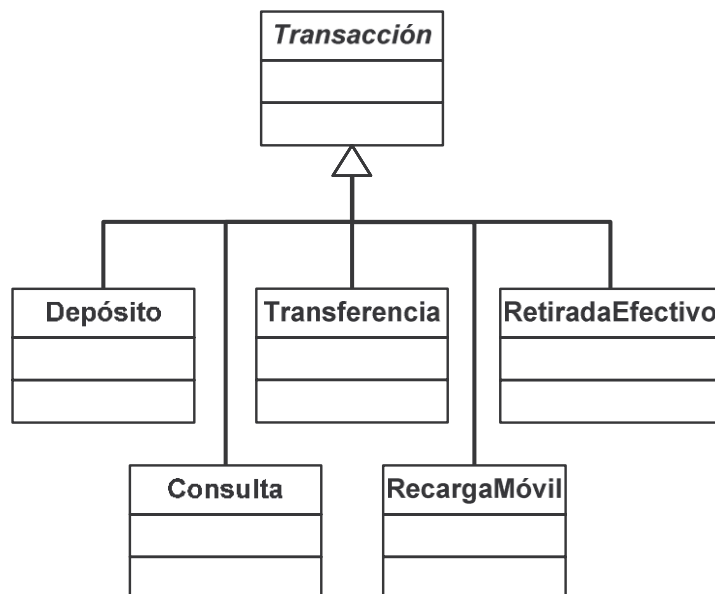 Transacción
Depósito
Transferencia
RetiradaEfectivo
Consulta
RecargaMóvil